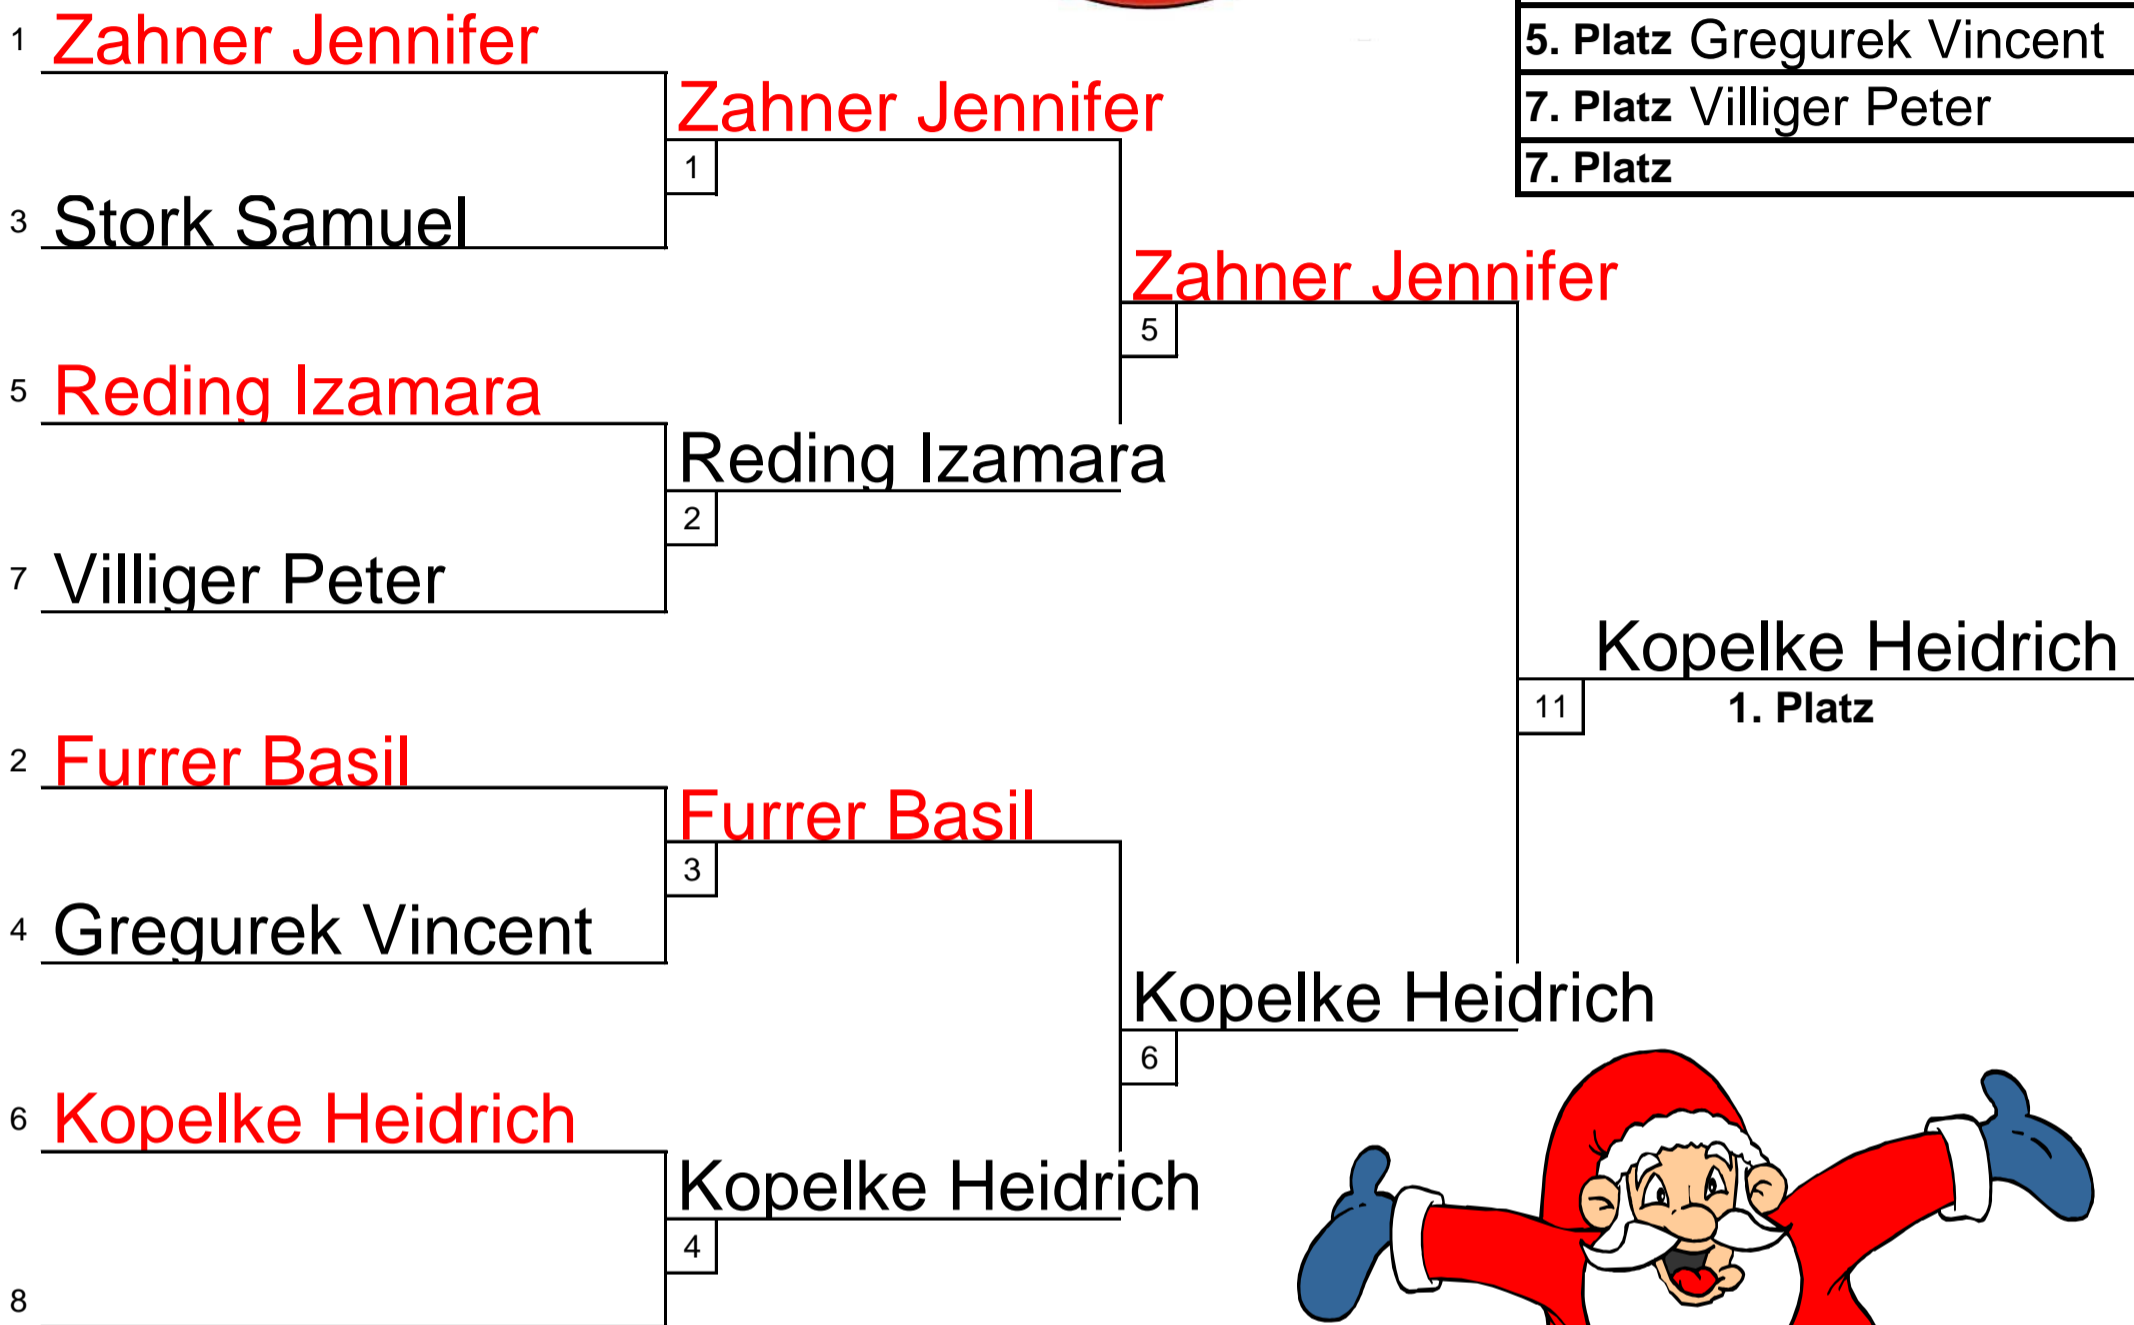 1 Zahner Jennifer
5. Platz Gregurek Vincent
Zahner Jennifer
7. Platz Villiger Peter
1
7. Platz
3 Stork Samuel
Zahner Jennifer
5
5 Reding Izamara
Reding Izamara
2
7 Villiger Peter
Kopelke Heidrich
11 1. Platz
2 Furrer Basil
Furrer Basil
3
4 Gregurek Vincent
Kopelke Heidrich
6
6 Kopelke Heidrich
Kopelke Heidrich
4
8